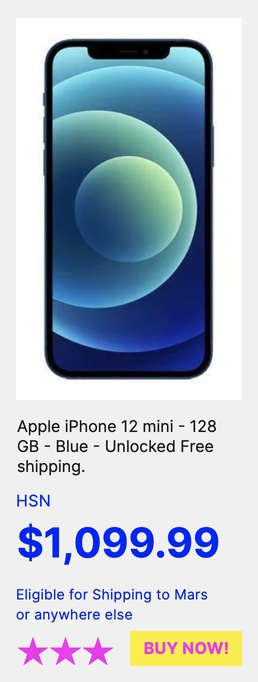 Apple iPhone 12 mini - 128
GB - Blue - Unlocked Free
shipping.
HSN
$1,099.99
Eligible for Shipping to Mars
or anywhere else
BUY NOW!